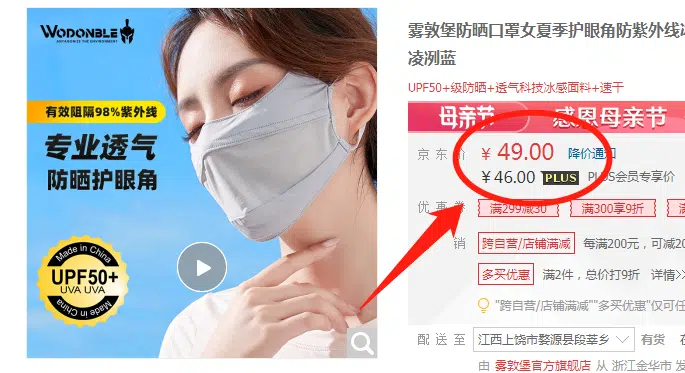 WODONBLE
ANTAGONIZE THE ENVIRONMENT
有效阻隔98%紫外线
专业透气
防晒护眼角
Made in China
UPF50+
UVA UVA
Made in China
雾敦堡防晒口罩女夏季护眼角防紫外线
凌冽蓝
UPF50+级防晒+透气科技冰感面料+速干
母亲节 感恩母亲节
京东价 ¥ 49.00 降价通知
¥46.00 PLUS PLUS会员专享价
优惠券 满299减30 满300享9折
销 跨自营/店铺满减 每满200元，可减20
多买优惠 满2件，总价打9折 详情>>
"跨自营/店铺满减""多买优惠"仅可任
配送至 江西上饶市婺源县段莘乡 有货
由 雾敦堡官方旗舰店 从 浙江金华市 发